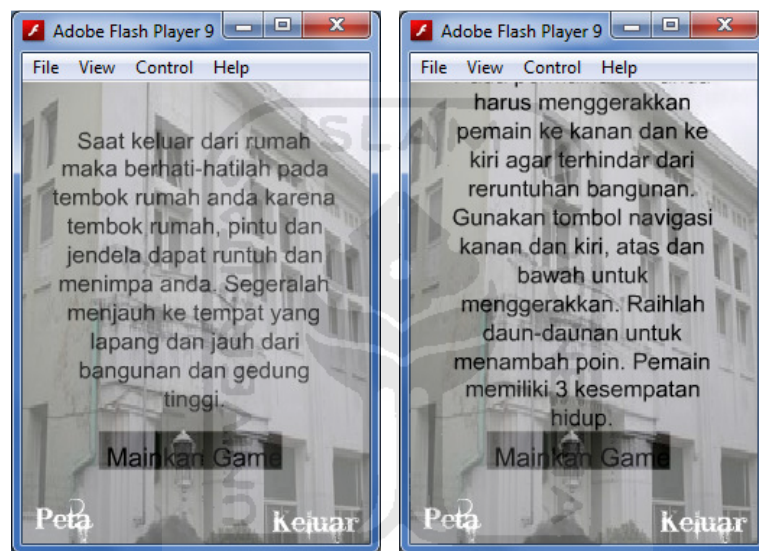 Adobe Flash Player 9
File View Control Help
Saat keluar dari rumah
maka berhati-hatilah pada
tembok rumah anda karena
tembok rumah, pintu dan
jendela dapat runtuh dan
menimpa anda. Segeralah
menjauh ke tempat yang
lapang dan jauh dari
bangunan dan gedung
tinggi.
Mainkan Game
Peta
Keluar
Adobe Flash Player 9
File View Control Help
harus menggerakkan
pemain ke kanan dan ke
kiri agar terhindar dari
reruntuhan bangunan.
Gunakan tombol navigasi
kanan dan kiri, atas dan
bawah untuk
menggerakkan. Raihlah
daun-daunan untuk
menambah poin. Pemain
memiliki 3 kesempatan
hidup.
Mainkan Game
Peta
Keluar
ISLAM